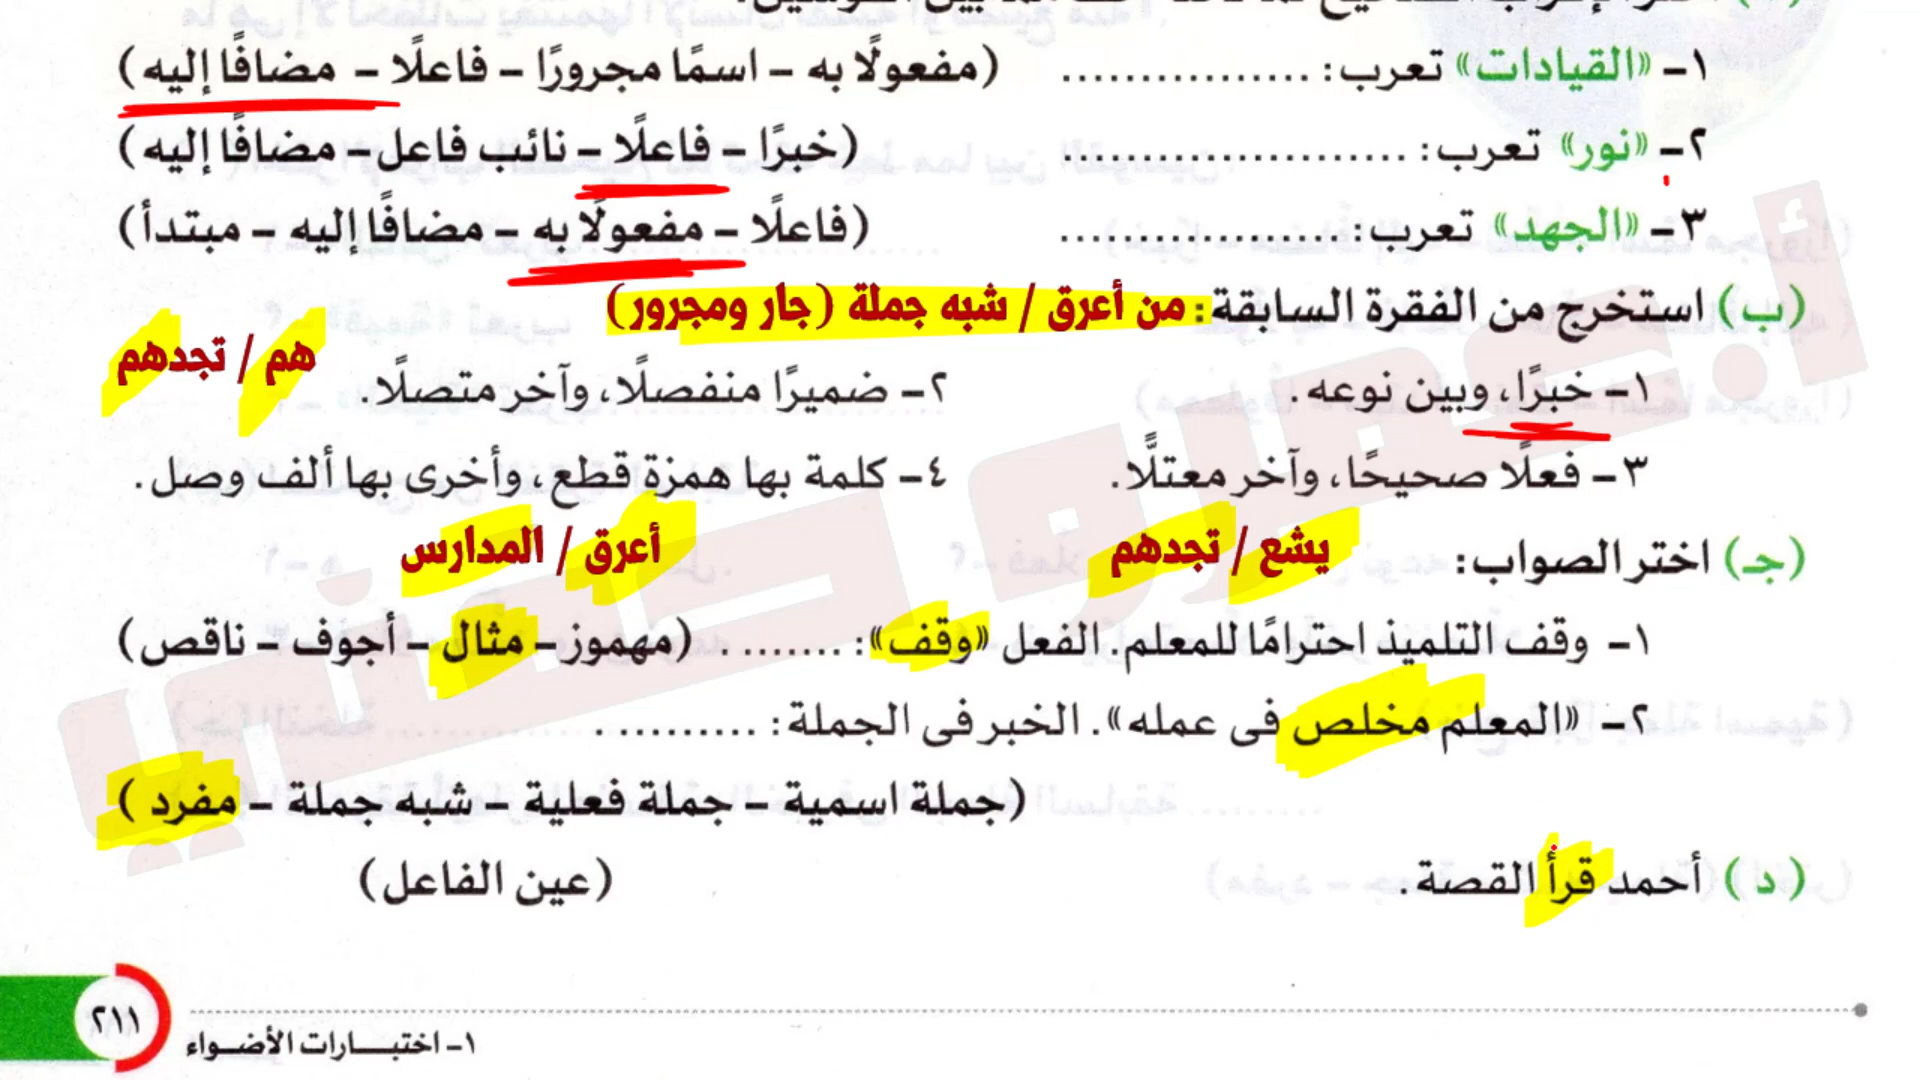 ١- «القيادات» تعرب: ................ (مفعولًا به - اسمًا مجرورًا - فاعلًا - مضافًا إليه)
٢- «نور» تعرب: ...................... (خبرًا - فاعلًا - نائب فاعل - مضافًا إليه)
٣- «الجهد» تعرب: ................... (فاعلًا - مفعولًا به - مضافًا إليه - مبتدأ)
(ب) استخرج من الفقرة السابقة: من أعرق / شبه جملة (جار ومجرور)
هم / تجدهم
١- خبرًا، وبين نوعه. ٢- ضميرًا منفصلًا، وآخر متصلًا.
٣- فعلًا صحيحًا، وآخر معتلًّا. ٤- كلمة بها همزة قطع، وأخرى بها ألف وصل.
(جـ) اختر الصواب: يشع / تجدهم أعرق / المدارس
١- وقف التلميذ احترامًا للمعلم. الفعل «وقف»: ........ (مهموز - مثال - أجوف - ناقص)
٢- «المعلم مخلص فى عمله». الخبر فى الجملة: ..........
(جملة اسمية - جملة فعلية - شبه جملة - مفرد )
(د) أحمد قرأ القصة. (عين الفاعل)
٢١١
١- اختبارات الأضواء
أ.عمرو حفني